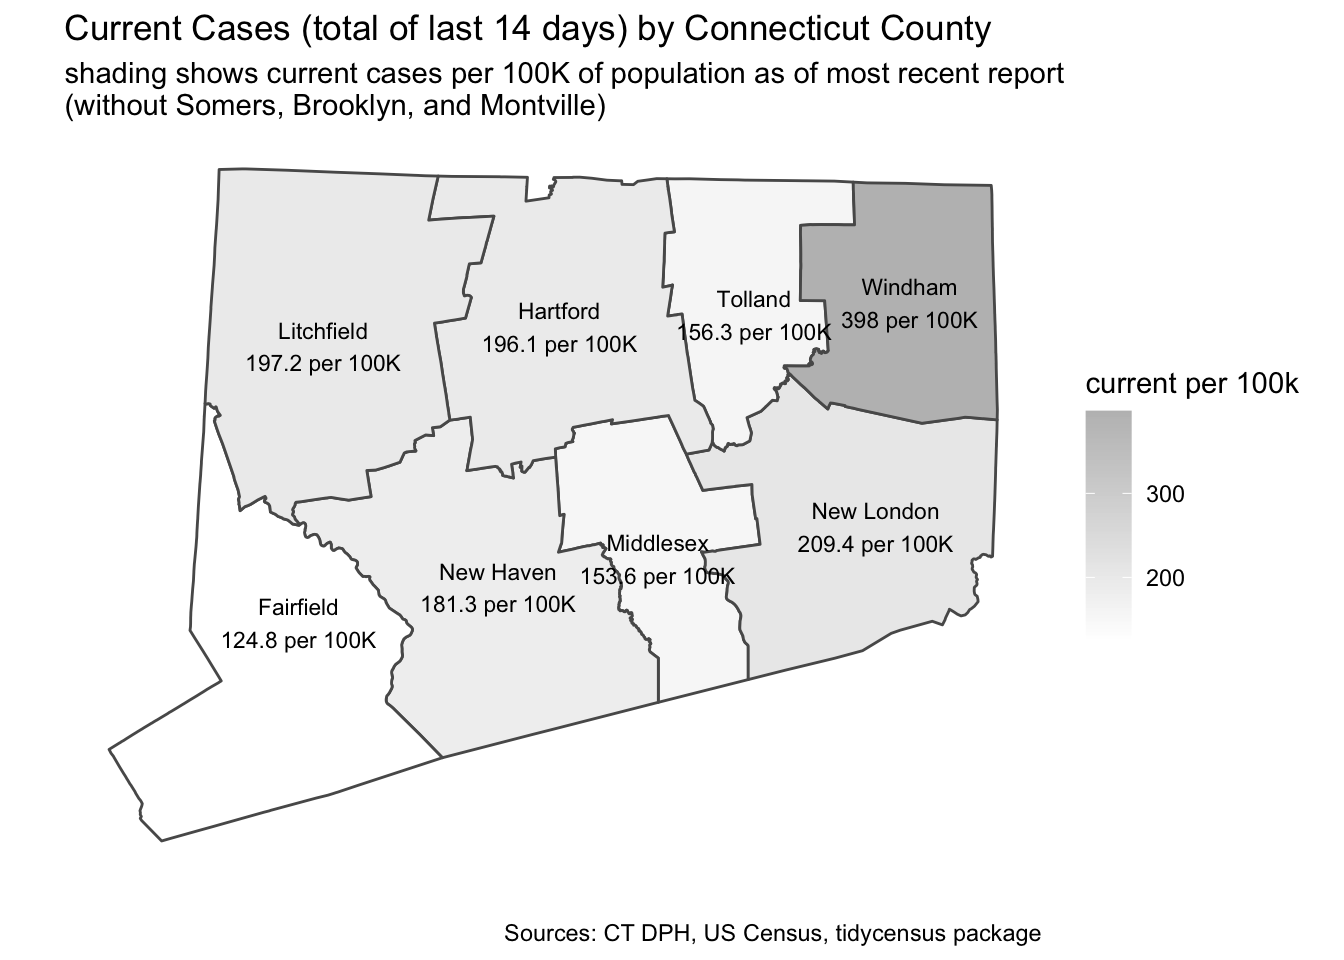 Current Cases (total of last 14 days) by Connecticut County
shading shows current cases per 100K of population as of most recent report
(without Somers, Brooklyn, and Montville)
Windham
398 per 100K
Tolland
156.3 per 100K
Hartford
196.1 per 100K
Litchfield
197.2 per 100K
current per 100k
300
200
New London
209.4 per 100K
Middlesex
153.6 per 100K
New Haven
181.3 per 100K
Fairfield
124.8 per 100K
Sources: CT DPH, US Census, tidycensus package